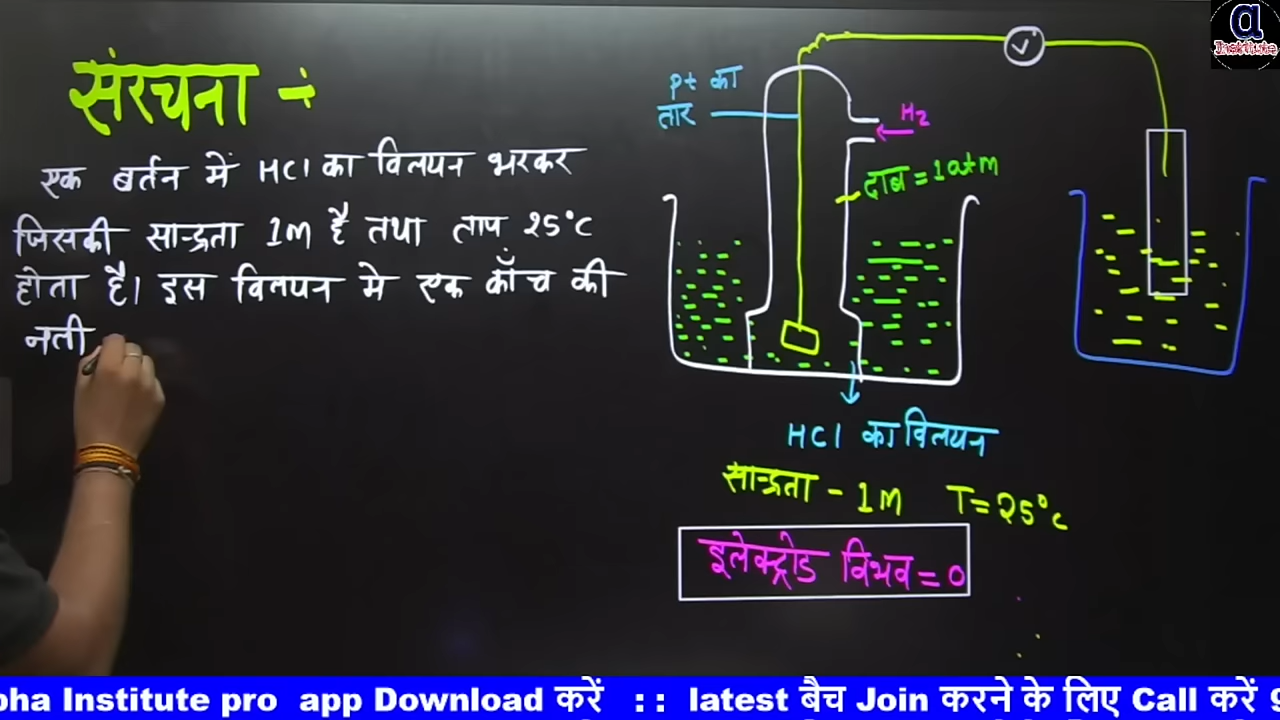 संरचना -
एक बर्तन में HCl का विलयन भरकर
जिसकी सान्द्रता 1M है तथा ताप 25°C
होता है। इस विलयन मे एक काँच की
नली
Pt का
तार
V
H2
दाब = 1atm
HCl का विलयन
सान्द्रता - 1M T = 25°C
इलेक्ट्रोड विभव = 0
α
Institute
pha Institute pro app Download करें :: latest बैच Join करने के लिए Call करें 9